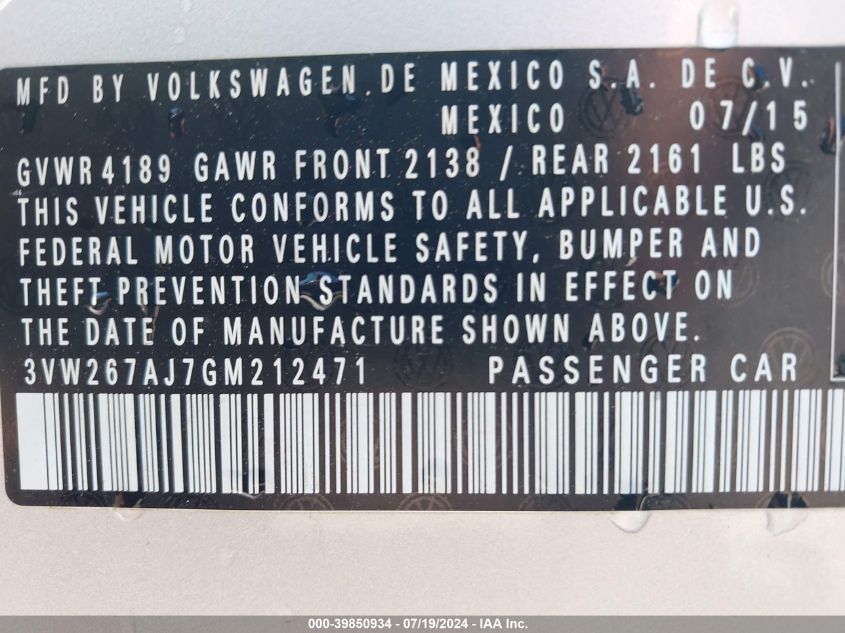 MFD BY VOLKSWAGEN.DE MEXICO S.A. DE C.V.
MEXICO 07/15
GVWR 4189 GAWR FRONT 2138 / REAR 2161 LBS
THIS VEHICLE CONFORMS TO ALL APPLICABLE U.S.
FEDERAL MOTOR VEHICLE SAFETY, BUMPER AND
THEFT PREVENTION STANDARDS IN EFFECT ON
THE DATE OF MANUFACTURE SHOWN ABOVE.
3VW267AJ7GM212471 PASSENGER CAR
000-39850934 - 07/19/2024 - IAA Inc.